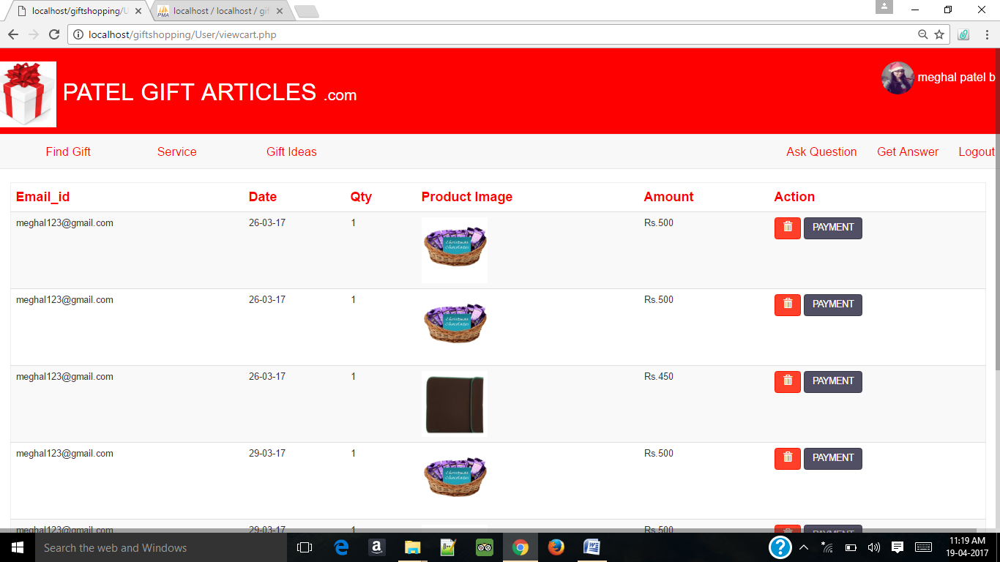 localhost/giftshopping/U
localhost / localhost / gif
localhost/giftshopping/User/viewcart.php
PATEL GIFT ARTICLES .com
meghal patel b
Find Gift Service Gift Ideas Ask Question Get Answer Logout
Email_id Date Qty Product Image Amount Action
meghal123@gmail.com 26-03-17 1 Rs.500 PAYMENT
Christmas
Chocolates
meghal123@gmail.com 26-03-17 1 Rs.500 PAYMENT
Christmas
Chocolates
meghal123@gmail.com 26-03-17 1 Rs.450 PAYMENT
meghal123@gmail.com 29-03-17 1 Rs.500 PAYMENT
Christmas
Chocolates
meghal123@gmail.com 29-03-17 1 Rs.500 PAYMENT
Search the web and Windows
11:19 AM
19-04-2017